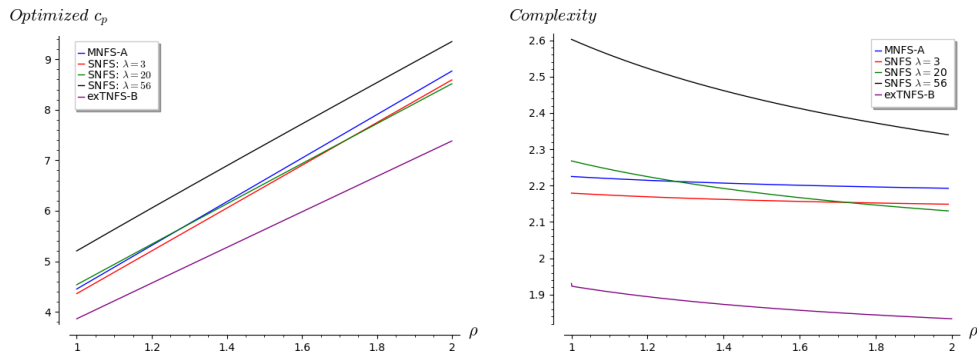 Optimized c_p
MNFS-A
SNFS: λ = 3
SNFS: λ = 20
SNFS: λ = 56
exTNFS-B
9
8
7
6
5
4
1 1.2 1.4 1.6 1.8 2
ρ
Complexity
MNFS-A
SNFS λ = 3
SNFS λ = 20
SNFS λ = 56
exTNFS-B
2.6
2.5
2.4
2.3
2.2
2.1
2
1.9
1 1.2 1.4 1.6 1.8 2
ρ